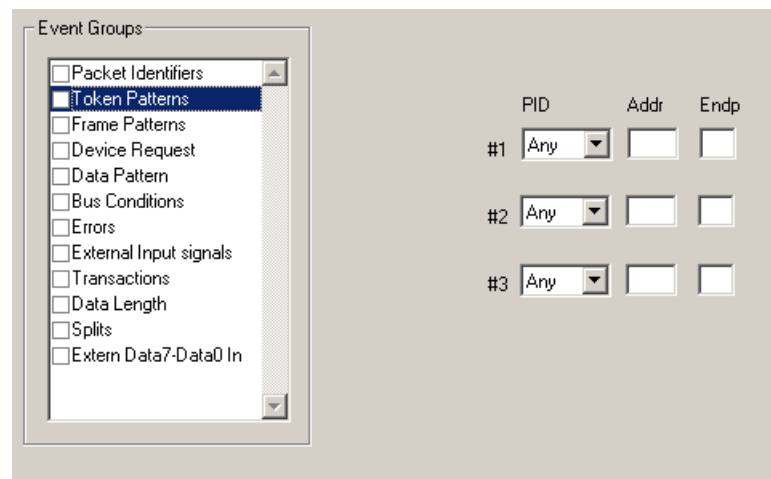 Event Groups
Packet Identifiers
Token Patterns
Frame Patterns
Device Request
Data Pattern
Bus Conditions
Errors
External Input signals
Transactions
Data Length
Splits
Extern Data7-Data0 In
PID Addr Endp
#1 Any
#2 Any
#3 Any